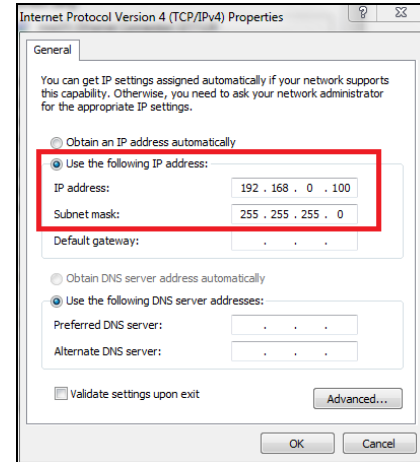 Internet Protocol Version 4 (TCP/IPv4) Properties
General
You can get IP settings assigned automatically if your network supports
this capability. Otherwise, you need to ask your network administrator
for the appropriate IP settings.
Obtain an IP address automatically
Use the following IP address:
IP address: 192 . 168 . 0 . 100
Subnet mask: 255 . 255 . 255 . 0
Default gateway: . . .
Obtain DNS server address automatically
Use the following DNS server addresses:
Preferred DNS server: . . .
Alternate DNS server: . . .
Validate settings upon exit
Advanced...
OK Cancel